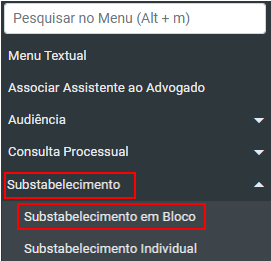 Pesquisar no Menu (Alt + m)
Menu Textual
Associar Assistente ao Advogado
Audiência
Consulta Processual
Substabelecimento
Substabelecimento em Bloco
Substabelecimento Individual